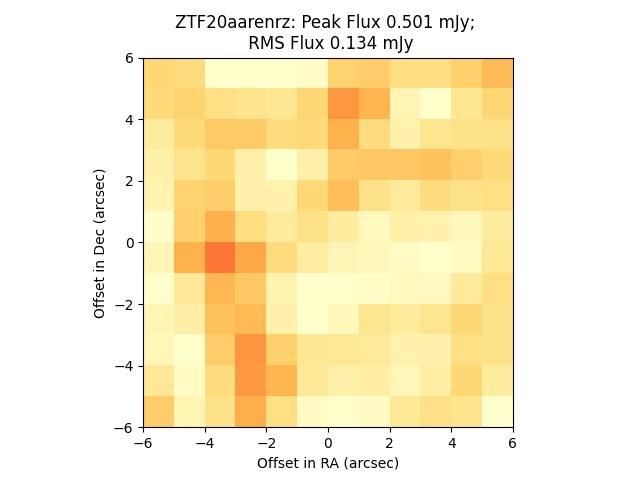 ZTF20aarenrz: Peak Flux 0.501 mJy;
RMS Flux 0.134 mJy
6
4
2
0
−2
−4
−6
Offset in Dec (arcsec)
−6 −4 −2 0 2 4 6
Offset in RA (arcsec)